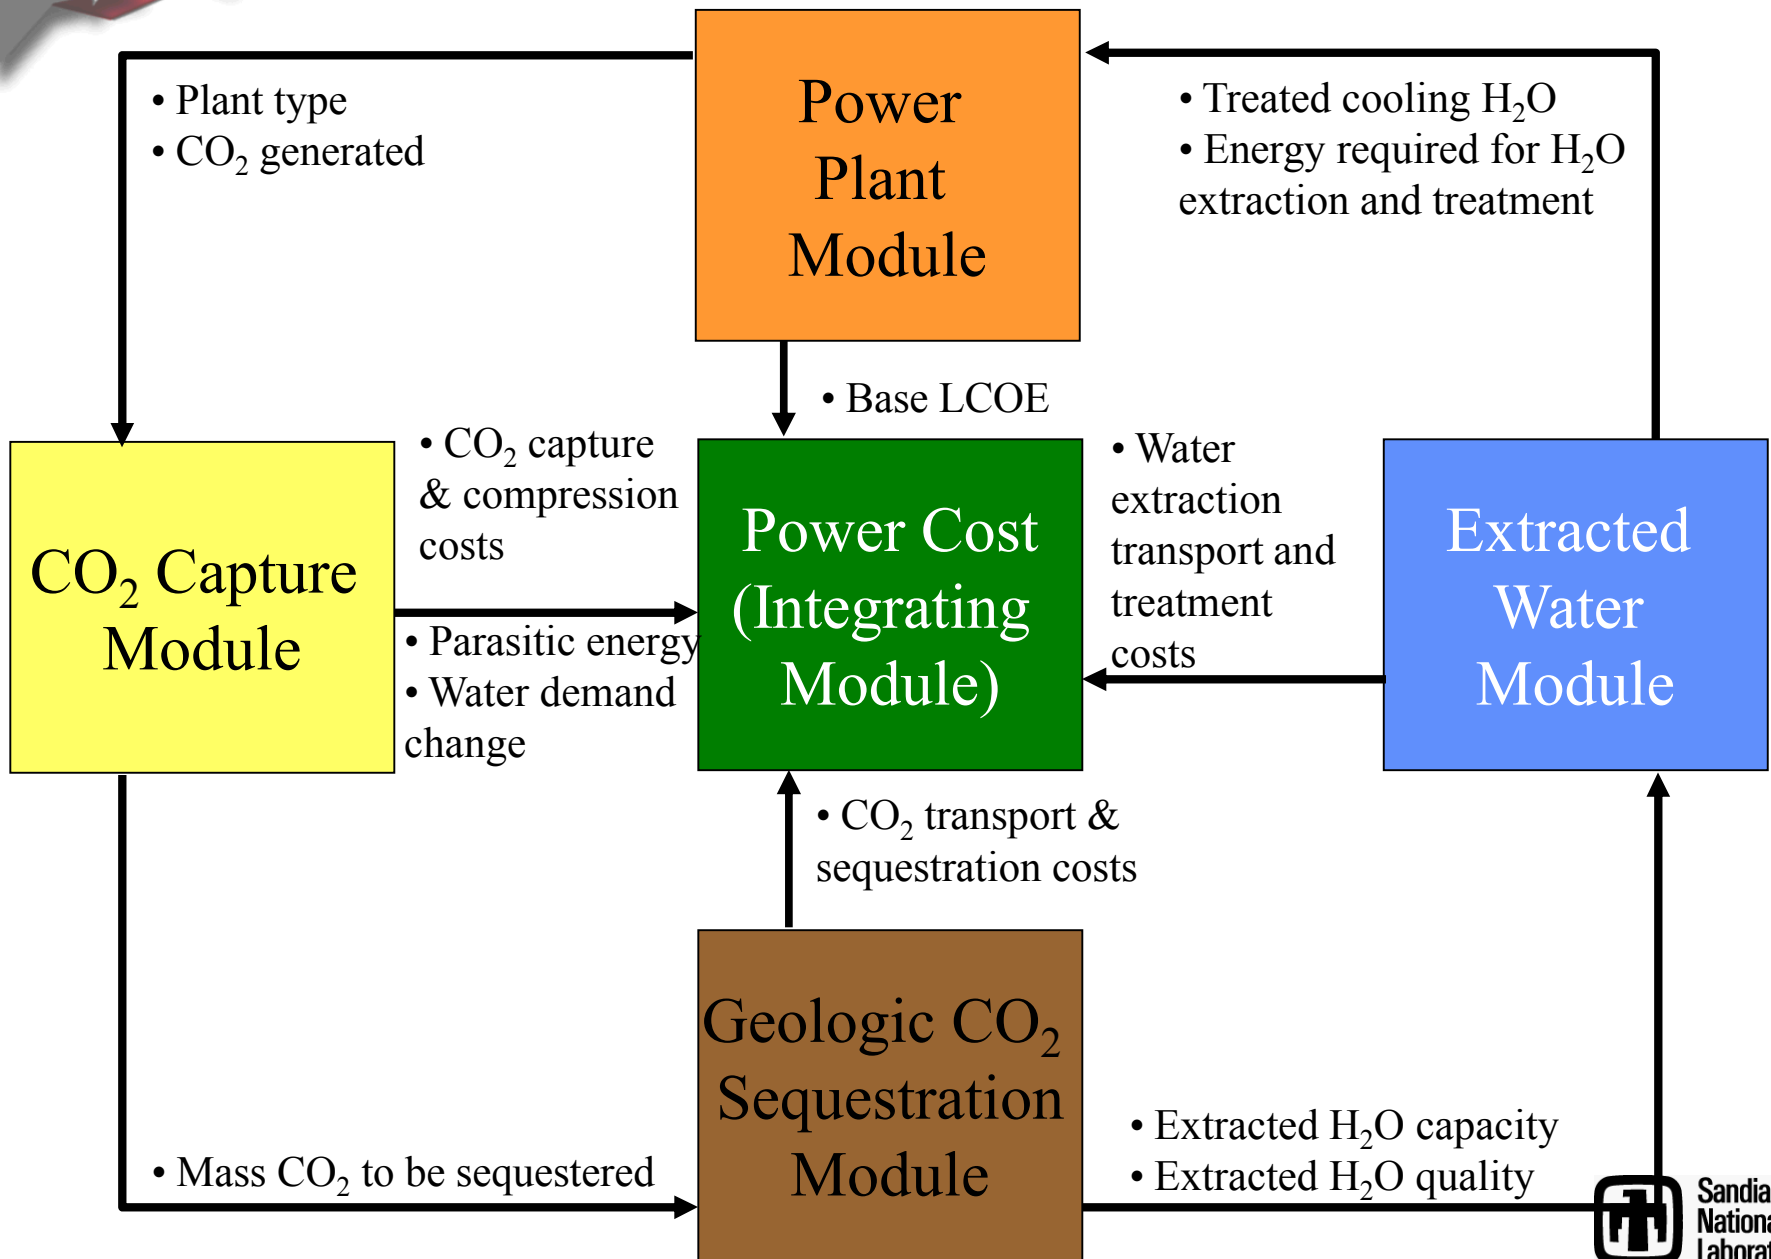 Power
Plant
Module
• Plant type
• CO₂ generated
• Treated cooling H₂O
• Energy required for H₂O
extraction and treatment
• Base LCOE
CO₂ Capture
Module
• CO₂ capture
& compression
costs
• Parasitic energy
• Water demand
change
Power Cost
(Integrating
Module)
• Water
extraction
transport and
treatment
costs
Extracted
Water
Module
• CO₂ transport &
sequestration costs
Geologic CO₂
Sequestration
Module
• Mass CO₂ to be sequestered
• Extracted H₂O capacity
• Extracted H₂O quality
Sandia
Nationa
Laborat